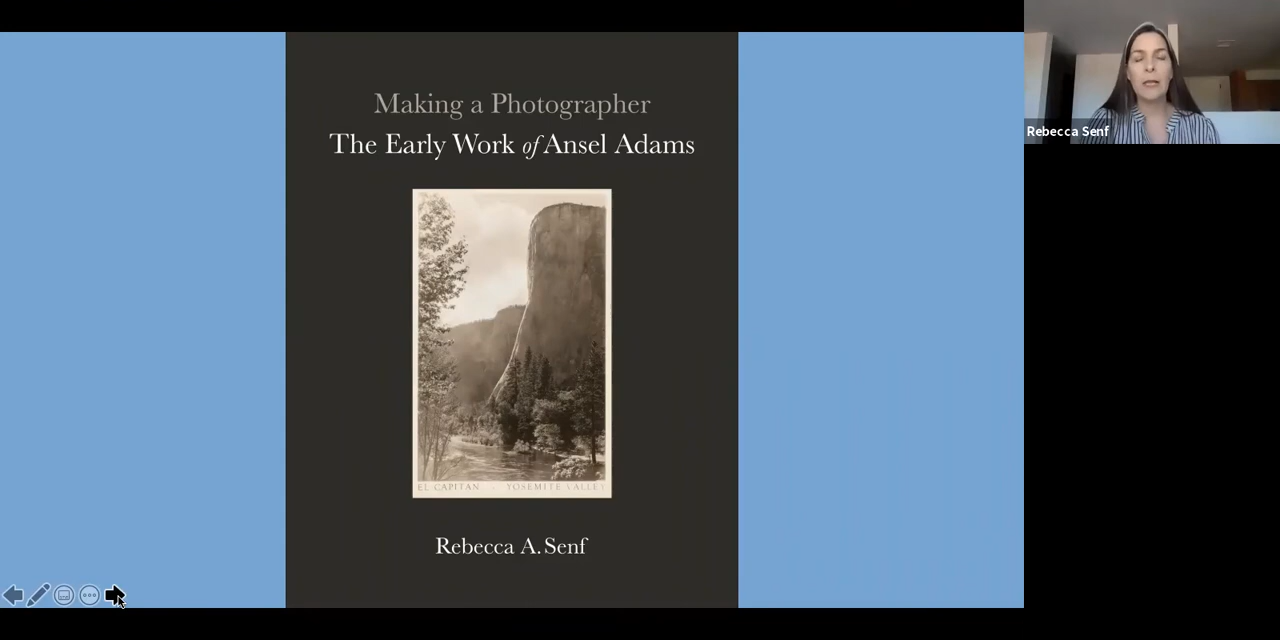 Making a Photographer
The Early Work of Ansel Adams
EL CAPITAN . YOSEMITE VALLEY
Rebecca A. Senf
Rebecca Senf